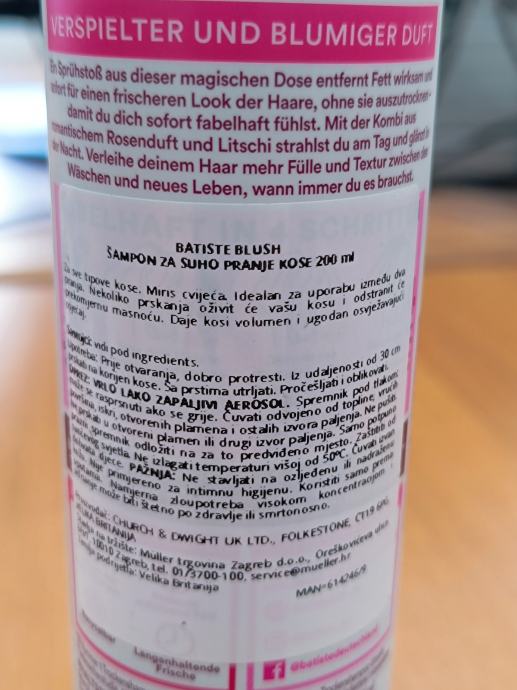 VERSPIELTER UND BLUMIGER DUFT
Ein Sprühstoß aus dieser magischen Dose entfernt Fett wirksam und
sofort für einen frischeren Look der Haare, ohne sie auszutrocknen -
damit du dich sofort fabelhaft fühlst. Mit der Kombi aus
romantischem Rosenduft und Litschi strahlst du am Tag und glänzt in
der Nacht. Verleihe deinem Haar mehr Fülle und Textur zwischen den
Wäschen und neues Leben, wann immer du es brauchst.
BATISTE BLUSH
ŠAMPON ZA SUHO PRANJE KOSE 200 ml
Za sve tipove kose. Miris cvijeća. Idealan za uporabu između dva
pranja. Nekoliko prskanja oživit će vašu kosu i odstranit će
prekomjernu masnoću. Daje kosi volumen i ugodan osvježavajući
Sastojci: vidi pod ingredients.
Uporaba: Prije otvaranja, dobro protresti. Iz udaljenosti od 30 cm
prskati na korijen kose. Sa prstima utrljati. Pročešljati i oblikovati.
VRLO LAKO ZAPALJIVI AEROSOL. Spremnik pod tlakom:
može se rasprsnuti ako se grije. Čuvati odvojeno od topline, vrućih
površina, iskri, otvorenih plamena i ostalih izvora paljenja. Ne pušiti.
Ne prskati u otvoreni plamen ili drugi izvor paljenja. Samo potpuno
spremnik odložiti na za to predviđeno mjesto. Zaštititi od
sunčevog svjetla. Ne izlagati temperaturi višoj od 50°C. Čuvati izvan
dohvata djece. PAŽNJA: Ne stavljati na ozljeđenu ili nadraženu
kožu. Nije primjereno za intimnu higijenu. Koristiti samo prema
uputama. Namjerna zloupotreba visokom koncentracijom
može biti štetno po zdravlje ili smrtonosno.
Proizvođač: CHURCH & DWIGHT UK LTD., FOLKESTONE, CT19 6PG,
VELIKA BRITANIJA
Stavlja na tržište: Müller trgovina Zagreb d.o.o., Oreškovićeva ulica
10010 Zagreb, tel. 01/3700-100, service@mueller.hr
Zemlja podrijetla: Velika Britanija
MAN=614246/9
Langanhaltende
Frische
@batistedeutschland